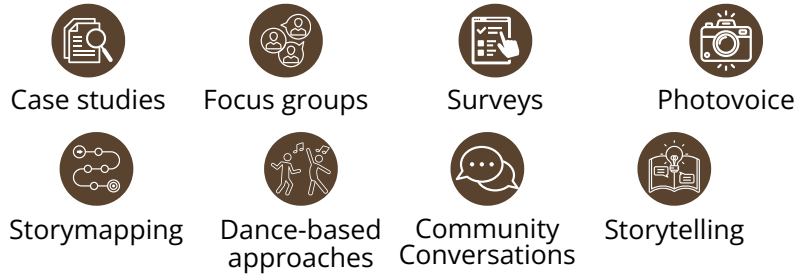 Case studies
Focus groups
Surveys
Photovoice
Storymapping
Dance-based
approaches
Community
Conversations
Storytelling